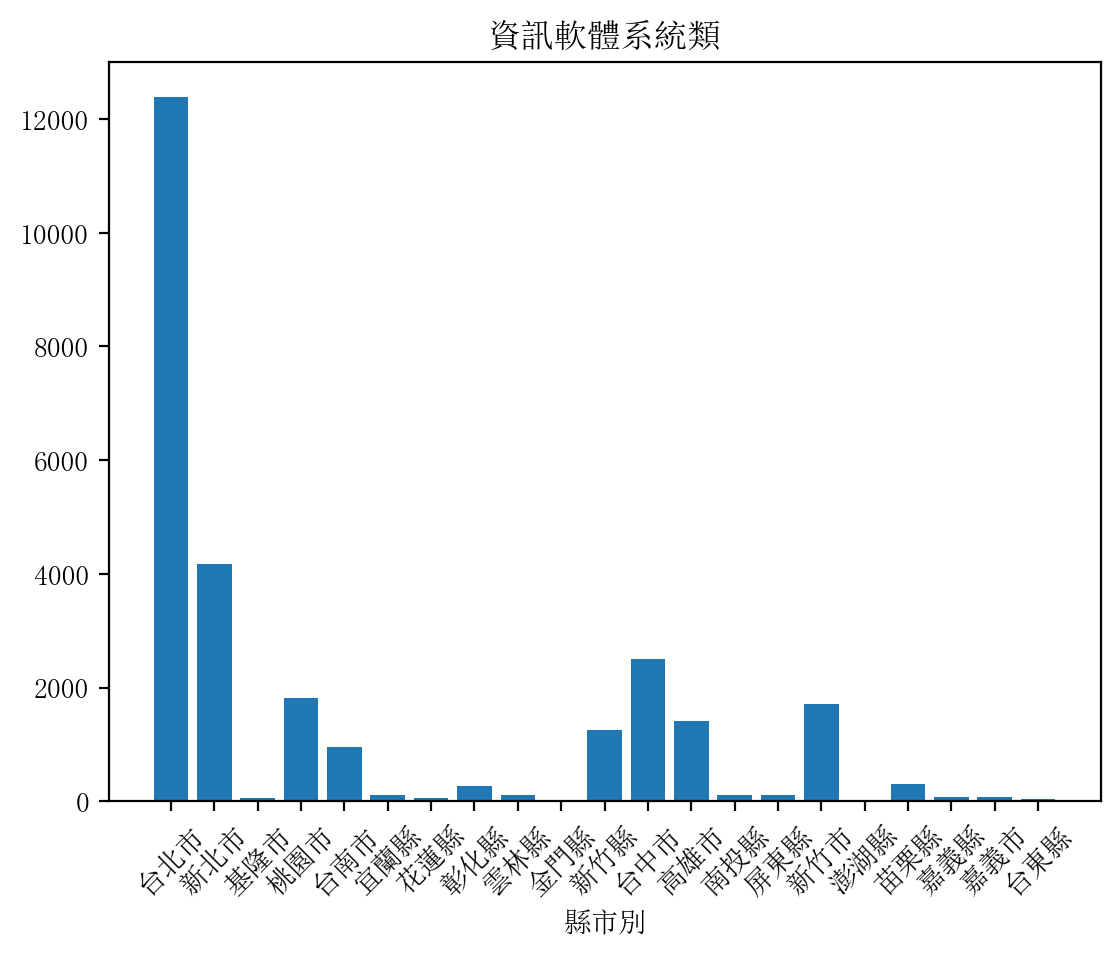 資訊軟體系統類
12000
10000
8000
6000
4000
2000
0
台北市
新北市
基隆市
桃園市
台南市
宜蘭縣
花蓮縣
彰化縣
雲林縣
金門縣
新竹縣
台中市
高雄市
南投縣
屏東縣
新竹市
澎湖縣
苗栗縣
嘉義縣
嘉義市
台東縣
縣市別